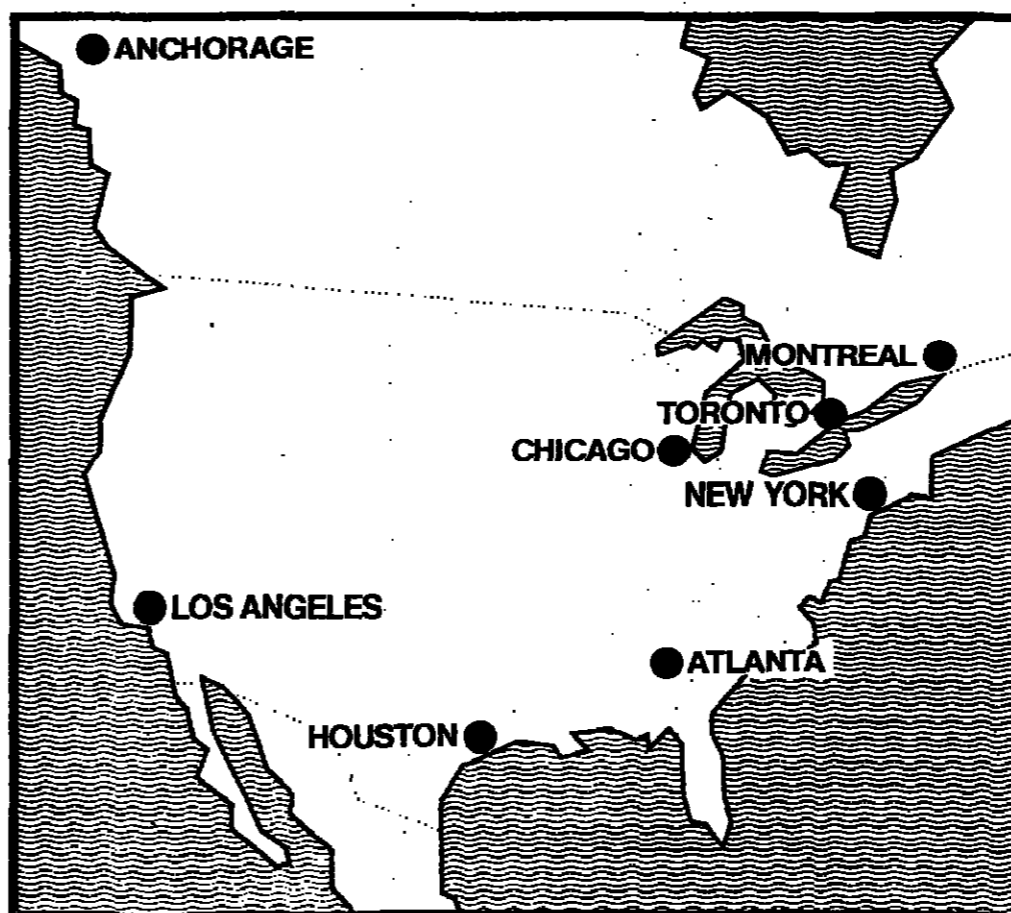 ANCHORAGE
MONTREAL
TORONTO
CHICAGO
NEW YORK
LOS ANGELES
ATLANTA
HOUSTON